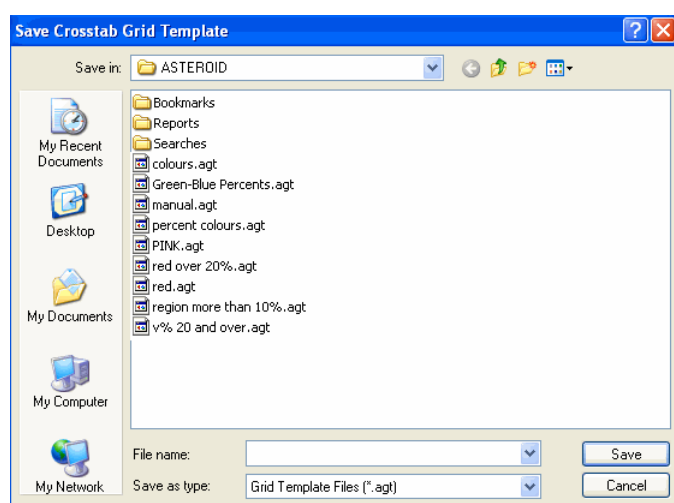 Save Crosstab Grid Template
Save in: ASTEROID
Bookmarks
Reports
Searches
colours.agt
Green-Blue Percents.agt
manual.agt
percent colours.agt
PINK.agt
red over 20%.agt
red.agt
region more than 10%.agt
v% 20 and over.agt
My Recent
Documents
Desktop
My Documents
My Computer
My Network
File name:
Save
Save as type: Grid Template Files (*.agt)
Cancel